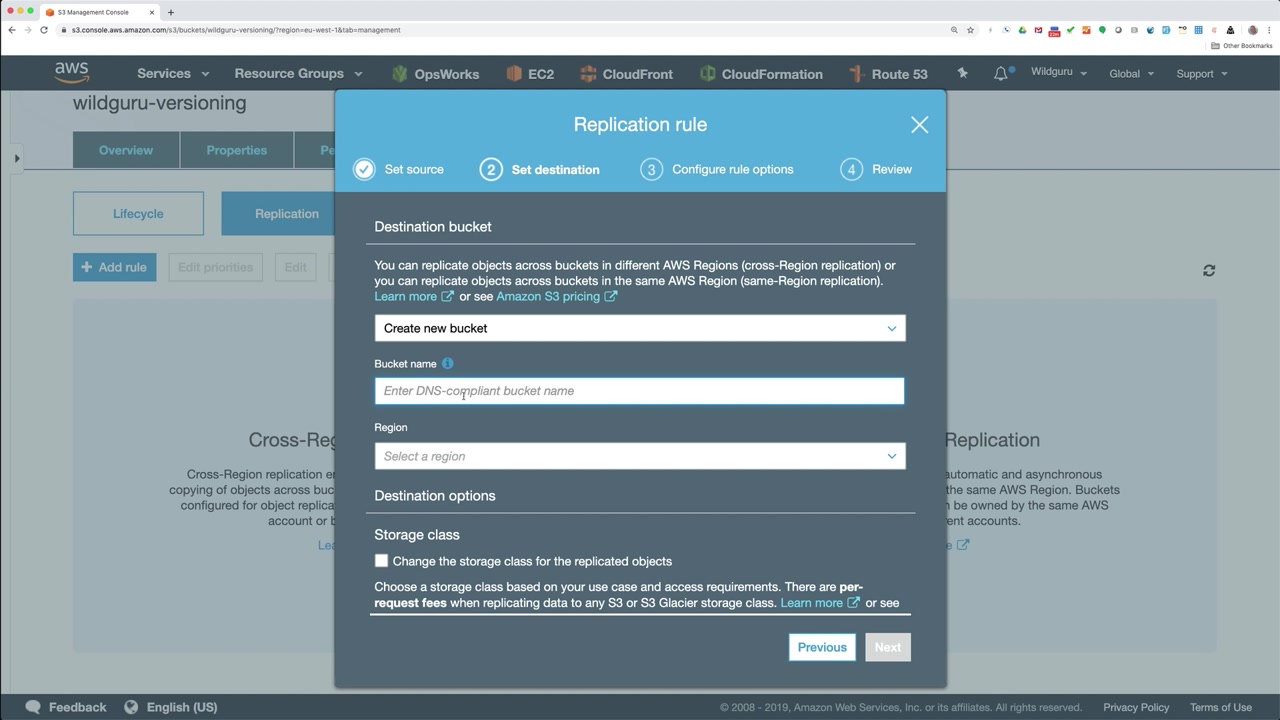 S3 Management Console
s3.console.aws.amazon.com/s3/buckets/wildguru-versioning/?region=eu-west-1&tab=management
Other Bookmarks
aws
Services
Resource Groups
OpsWorks
EC2
CloudFront
CloudFormation
Route 53
Wildguru
Global
Support
wildguru-versioning
Overview
Properties
Pe
Lifecycle
Replication
+ Add rule
Edit priorities
Edit
Replication rule
Set source
2 Set destination
3 Configure rule options
4 Review
Destination bucket
You can replicate objects across buckets in different AWS Regions (cross-Region replication) or
you can replicate objects across buckets in the same AWS Region (same-Region replication).
Learn more or see Amazon S3 pricing
Create new bucket
Bucket name
Enter DNS-compliant bucket name
Region
Select a region
Destination options
Storage class
Change the storage class for the replicated objects
Choose a storage class based on your use case and access requirements. There are per-
request fees when replicating data to any S3 or S3 Glacier storage class. Learn more or see
Previous
Next
Cross-Reg
Cross-Region replication en
copying of objects across buc
configured for object replica
account or b
Lea
Replication
automatic and asynchronous
the same AWS Region. Buckets
n be owned by the same AWS
ent accounts.
e
Feedback
English (US)
© 2008 - 2019, Amazon Web Services, Inc. or its affiliates. All rights reserved.
Privacy Policy
Terms of Use